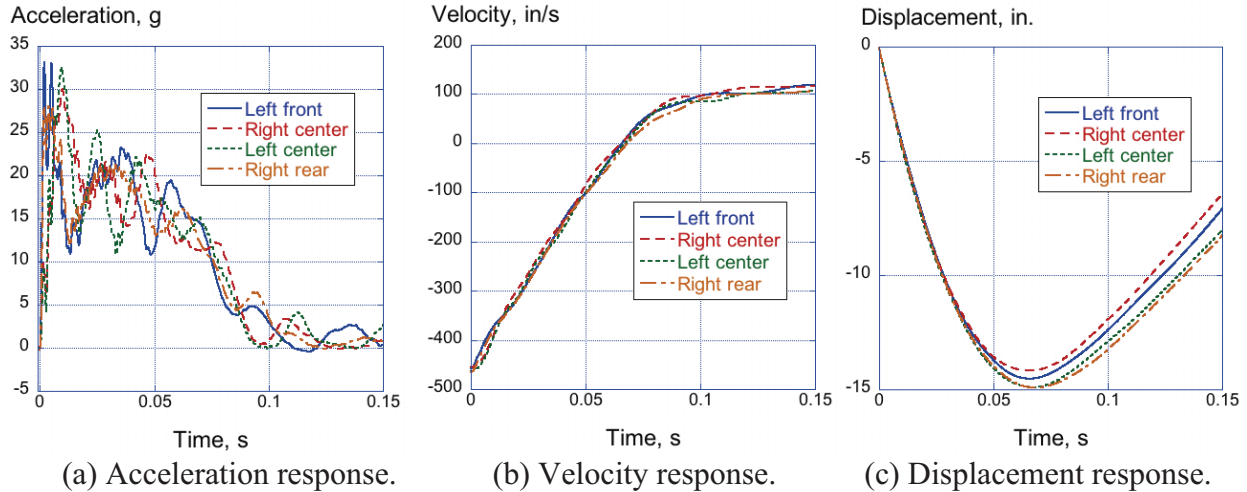 Acceleration, g
35
30
25
20
15
10
5
0
-5
Left front
Right center
Left center
Right rear
0
0.05
0.1
0.15
Time, s
(a) Acceleration response.
Velocity, in/s
200
100
0
-100
-200
-300
-400
-500
Left front
Right center
Left center
Right rear
0
0.05
0.1
0.15
Time, s
(b) Velocity response.
Displacement, in.
0
-5
-10
-15
Left front
Right center
Left center
Right rear
0
0.05
0.1
0.15
Time, s
(c) Displacement response.